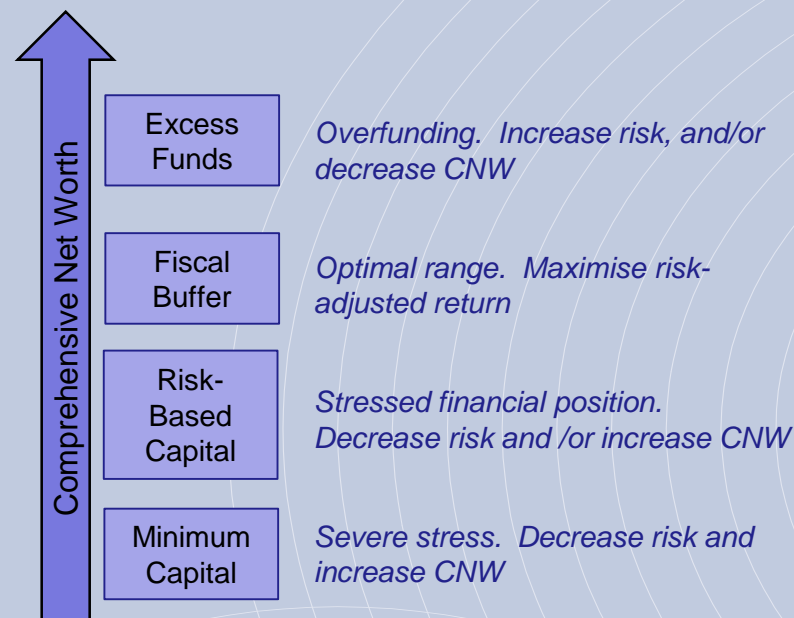 Comprehensive Net Worth
Excess
Funds
Overfunding.  Increase risk, and/or
decrease CNW
Fiscal
Buffer
Optimal range.  Maximise risk-
adjusted return
Risk-
Based
Capital
Stressed financial position.
Decrease risk and /or increase CNW
Minimum
Capital
Severe stress.  Decrease risk and
increase CNW